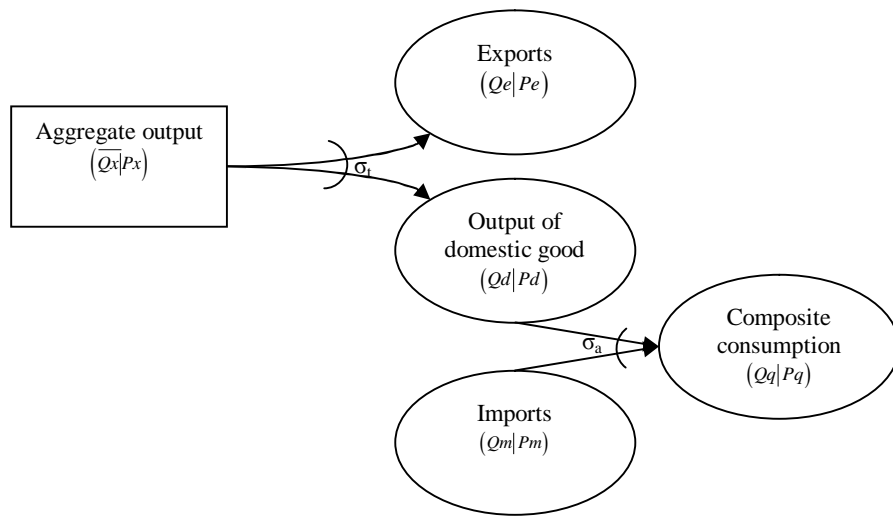 Exports
(Qe|Pe)
Aggregate output
(Q̅x̅|Px)
σt
Output of
domestic good
(Qd|Pd)
Composite
consumption
(Qq|Pq)
σa
Imports
(Qm|Pm)